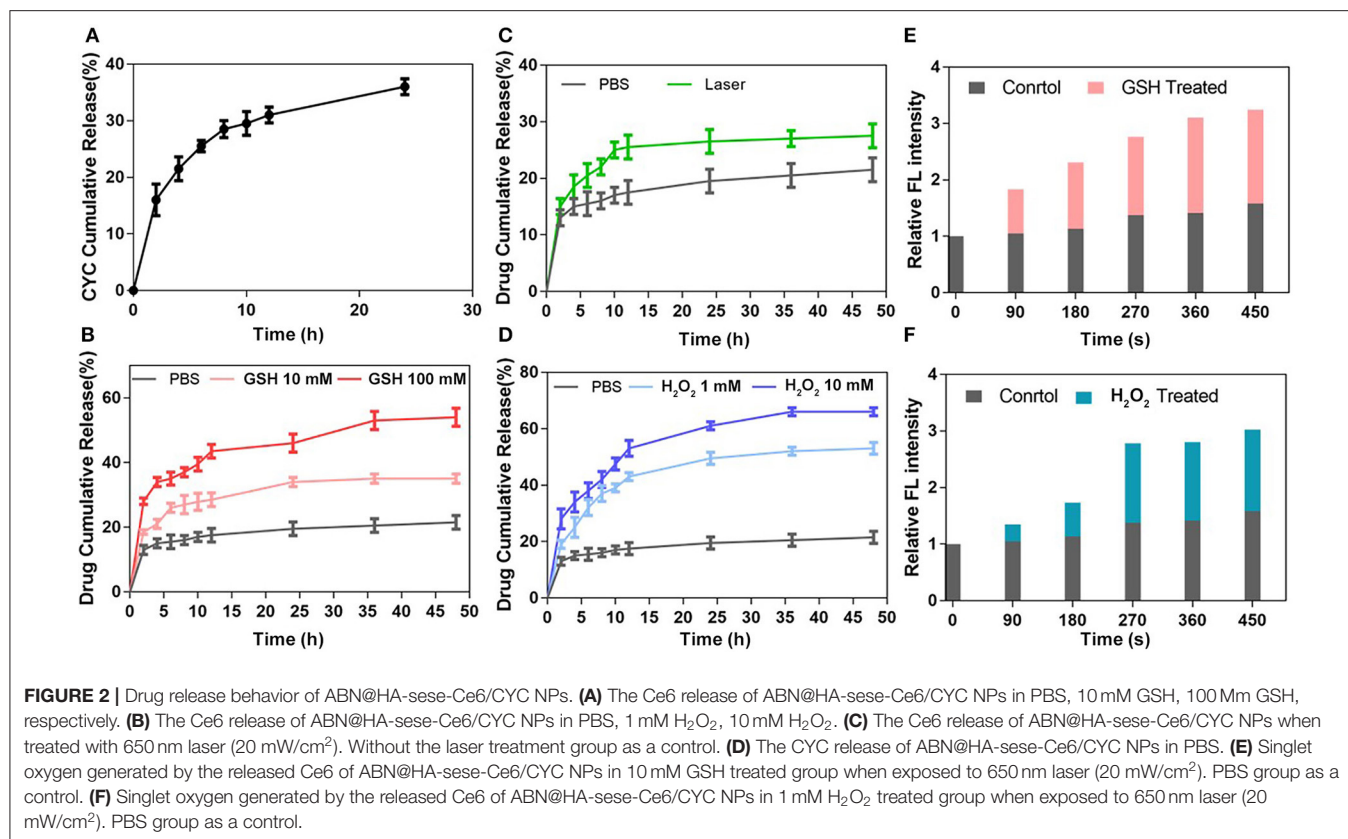 A
CYC Cumulative Release(%)
40
30
20
10
0
0 10 20 30
Time (h)
C
Drug Cumulative Release(%)
PBS Laser
40
30
20
10
0
0 5 10 15 20 25 30 35 40 45 50
Time (h)
E
Relative FL intensity
Conrtol GSH Treated
4
3
2
1
0
0 90 180 270 360 450
Time (s)
B
Drug Cumulative Release(%)
PBS GSH 10 mM GSH 100 mM
60
40
20
0
0 5 10 15 20 25 30 35 40 45 50
Time (h)
D
Drug Cumulative Release(%)
PBS H₂O₂ 1 mM H₂O₂ 10 mM
80
60
40
20
0
0 5 10 15 20 25 30 35 40 45 50
Time (h)
F
Relative FL intensity
Conrtol H₂O₂ Treated
4
3
2
1
0
0 90 180 270 360 450
Time (s)
FIGURE 2 | Drug release behavior of ABN@HA-sese-Ce6/CYC NPs. (A) The Ce6 release of ABN@HA-sese-Ce6/CYC NPs in PBS, 10 mM GSH, 100 Mm GSH,
respectively. (B) The Ce6 release of ABN@HA-sese-Ce6/CYC NPs in PBS, 1 mM H₂O₂, 10 mM H₂O₂. (C) The Ce6 release of ABN@HA-sese-Ce6/CYC NPs when
treated with 650 nm laser (20 mW/cm²). Without the laser treatment group as a control. (D) The CYC release of ABN@HA-sese-Ce6/CYC NPs in PBS. (E) Singlet
oxygen generated by the released Ce6 of ABN@HA-sese-Ce6/CYC NPs in 10 mM GSH treated group when exposed to 650 nm laser (20 mW/cm²). PBS group as a
control. (F) Singlet oxygen generated by the released Ce6 of ABN@HA-sese-Ce6/CYC NPs in 1 mM H₂O₂ treated group when exposed to 650 nm laser (20
mW/cm²). PBS group as a control.